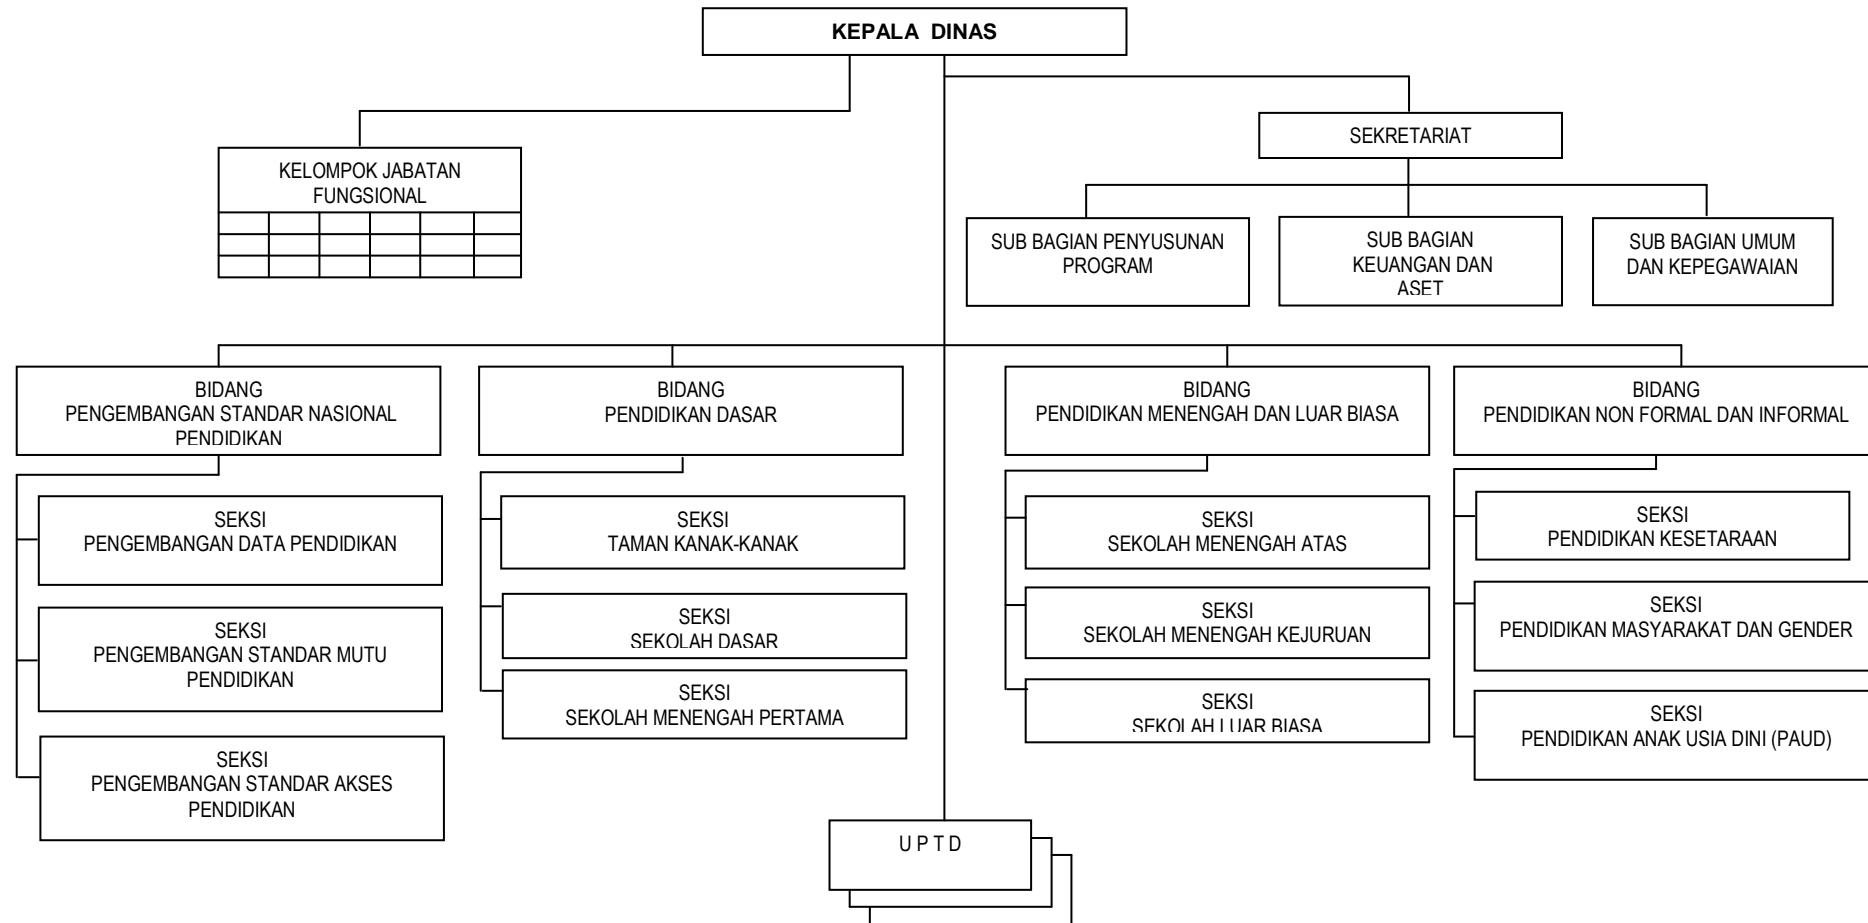 KEPALA DINAS
SEKRETARIAT
KELOMPOK JABATAN
FUNGSIONAL
SUB BAGIAN PENYUSUNAN
PROGRAM
SUB BAGIAN
KEUANGAN DAN
ASET
SUB BAGIAN UMUM
DAN KEPEGAWAIAN
BIDANG
PENGEMBANGAN STANDAR NASIONAL
PENDIDIKAN
SEKSI
PENGEMBANGAN DATA PENDIDIKAN
SEKSI
PENGEMBANGAN STANDAR MUTU
PENDIDIKAN
SEKSI
PENGEMBANGAN STANDAR AKSES
PENDIDIKAN
BIDANG
PENDIDIKAN DASAR
SEKSI
TAMAN KANAK-KANAK
SEKSI
SEKOLAH DASAR
SEKSI
SEKOLAH MENENGAH PERTAMA
BIDANG
PENDIDIKAN MENENGAH DAN LUAR BIASA
SEKSI
SEKOLAH MENENGAH ATAS
SEKSI
SEKOLAH MENENGAH KEJURUAN
SEKSI
SEKOLAH LUAR BIASA
BIDANG
PENDIDIKAN NON FORMAL DAN INFORMAL
SEKSI
PENDIDIKAN KESETARAAN
SEKSI
PENDIDIKAN MASYARAKAT DAN GENDER
SEKSI
PENDIDIKAN ANAK USIA DINI (PAUD)
U P T D